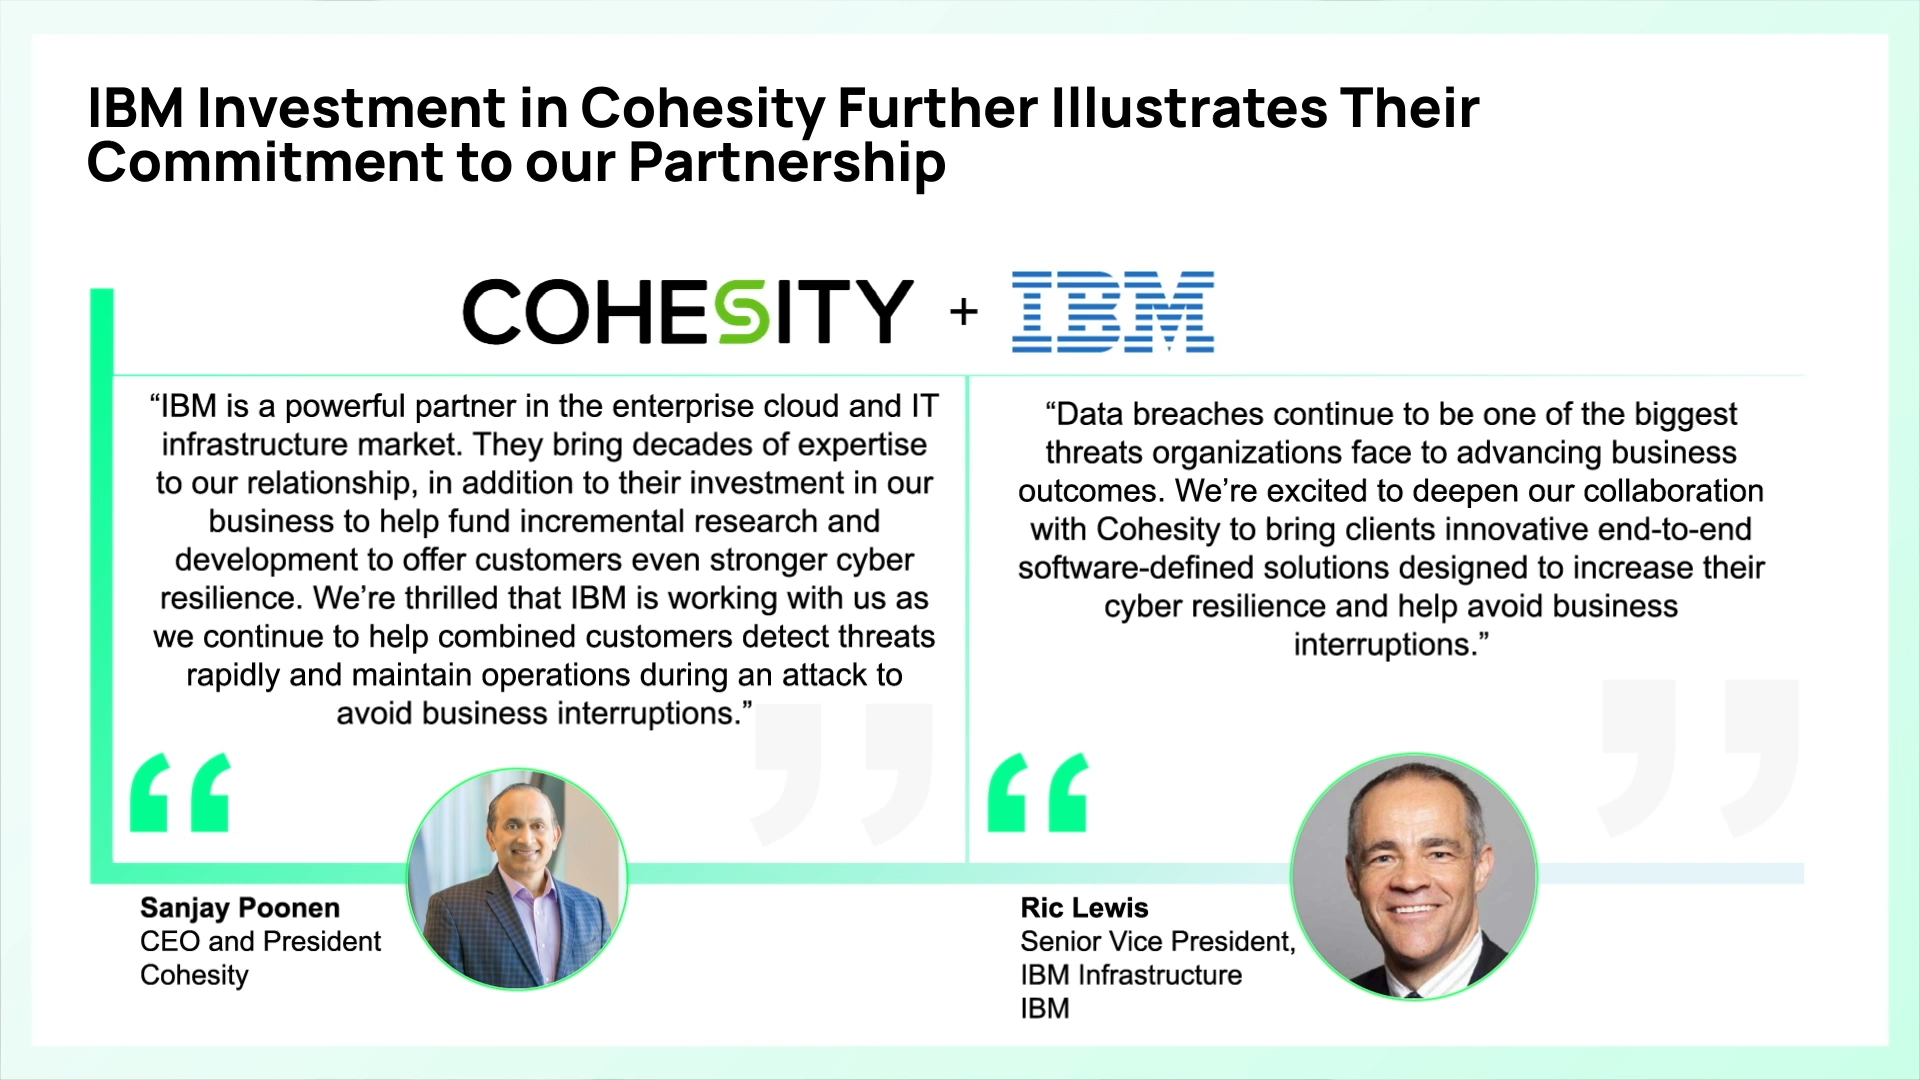 IBM Investment in Cohesity Further Illustrates Their
Commitment to our Partnership
COHESITY + IBM
“IBM is a powerful partner in the enterprise cloud and IT
infrastructure market. They bring decades of expertise
to our relationship, in addition to their investment in our
business to help fund incremental research and
development to offer customers even stronger cyber
resilience. We’re thrilled that IBM is working with us as
we continue to help combined customers detect threats
rapidly and maintain operations during an attack to
avoid business interruptions.”
Sanjay Poonen
CEO and President
Cohesity
“Data breaches continue to be one of the biggest
threats organizations face to advancing business
outcomes. We’re excited to deepen our collaboration
with Cohesity to bring clients innovative end-to-end
software-defined solutions designed to increase their
cyber resilience and help avoid business
interruptions.”
Ric Lewis
Senior Vice President,
IBM Infrastructure
IBM